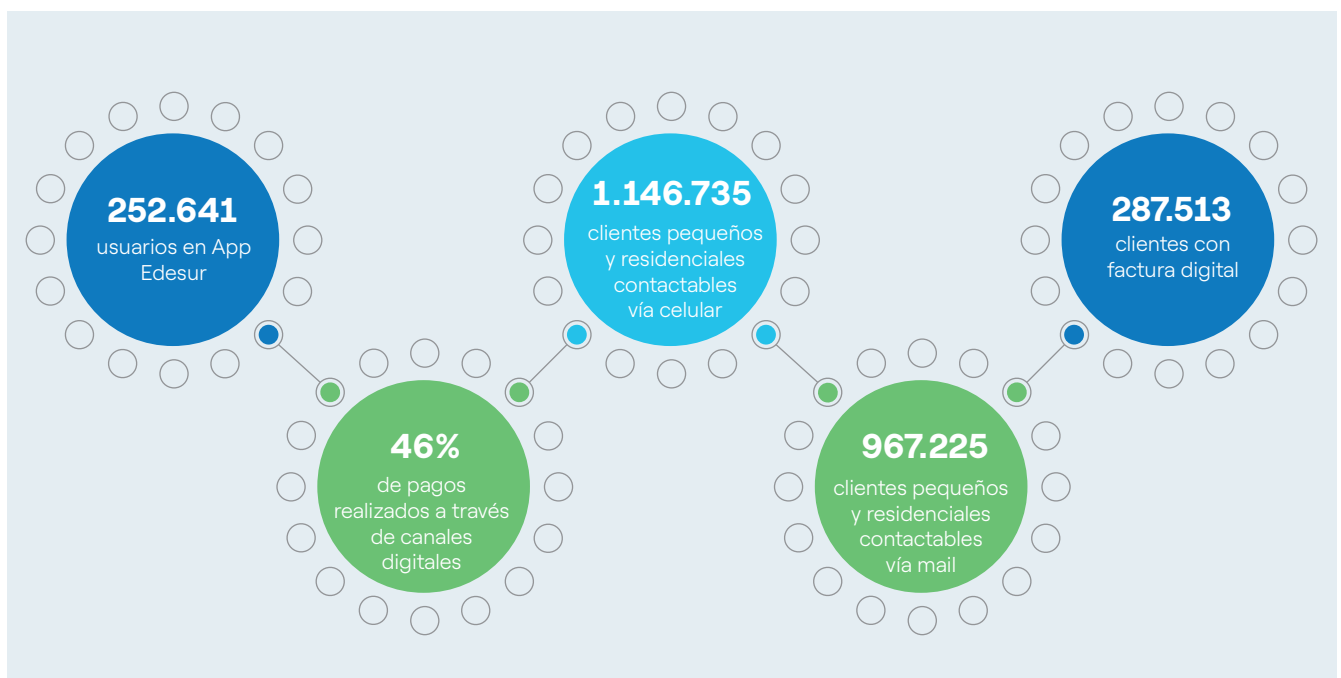 252.641
usuarios en App
Edesur
46%
de pagos
realizados a través
de canales
digitales
1.146.735
clientes pequeños
y residenciales
contactables
vía celular
967.225
clientes pequeños
y residenciales
contactables
vía mail
287.513
clientes con
factura digital